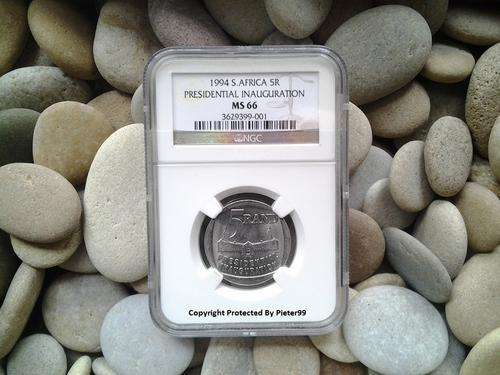 1994 S.AFRICA 5R
PRESIDENTIAL INAUGURATION
MS 66
3629399-001
NGC
5 RAND
PRESIDENTIAL
INAUGURATION
Copyright Protected By Pieter99